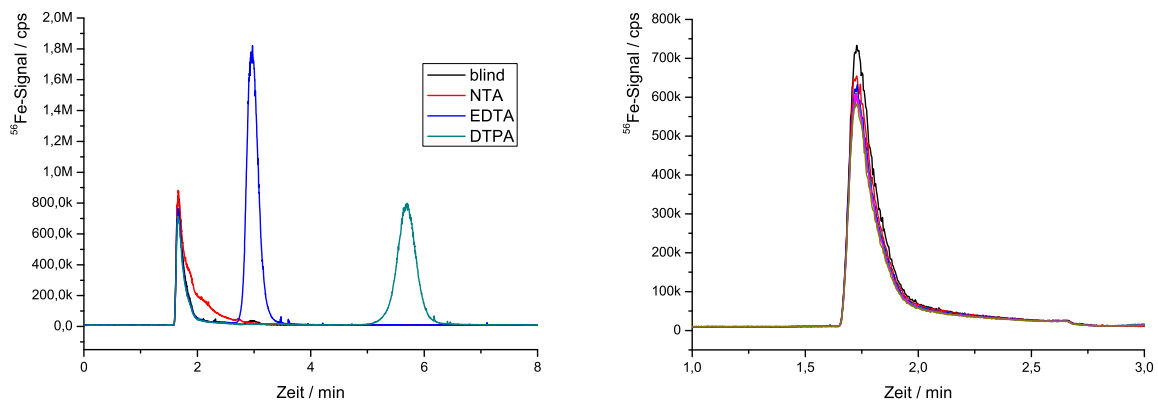 2,0M
1,8M
1,6M
1,4M
1,2M
1,0M
800,0k
600,0k
400,0k
200,0k
0,0
⁵⁶Fe-Signal / cps
0
2
4
6
8
Zeit / min
blind
NTA
EDTA
DTPA
800k
700k
600k
500k
400k
300k
200k
100k
0
⁵⁶Fe-Signal / cps
1,0
1,5
2,0
2,5
3,0
Zeit / min